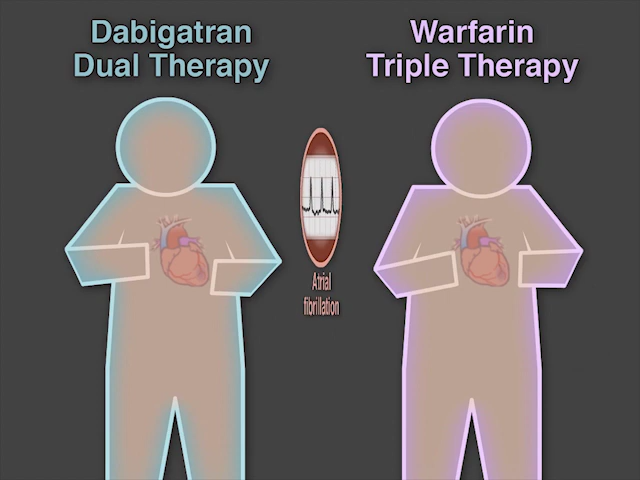 Dabigatran
Dual Therapy
Warfarin
Triple Therapy
Atrial
fibrillation